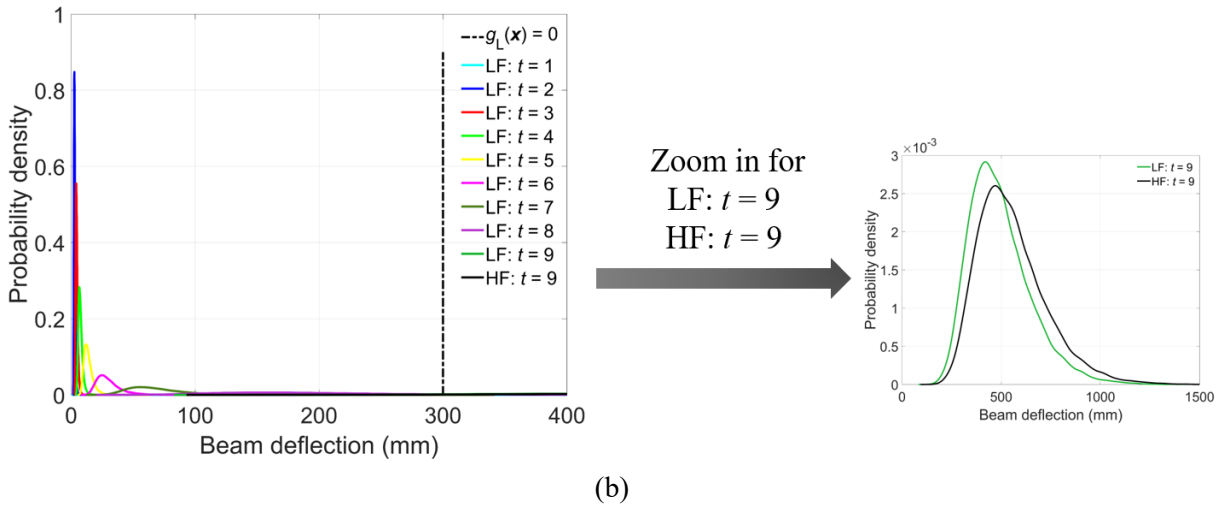 Probability density
1
0.8
0.6
0.4
0.2
0
0 100 200 300 400
Beam deflection (mm)
g_L(x) = 0
LF: t = 1
LF: t = 2
LF: t = 3
LF: t = 4
LF: t = 5
LF: t = 6
LF: t = 7
LF: t = 8
LF: t = 9
HF: t = 9
Zoom in for
LF: t = 9
HF: t = 9
×10⁻³
Probability density
3
2.5
2
1.5
1
0.5
0
0 500 1000 1500
Beam deflection (mm)
LF: t = 9
HF: t = 9
(b)